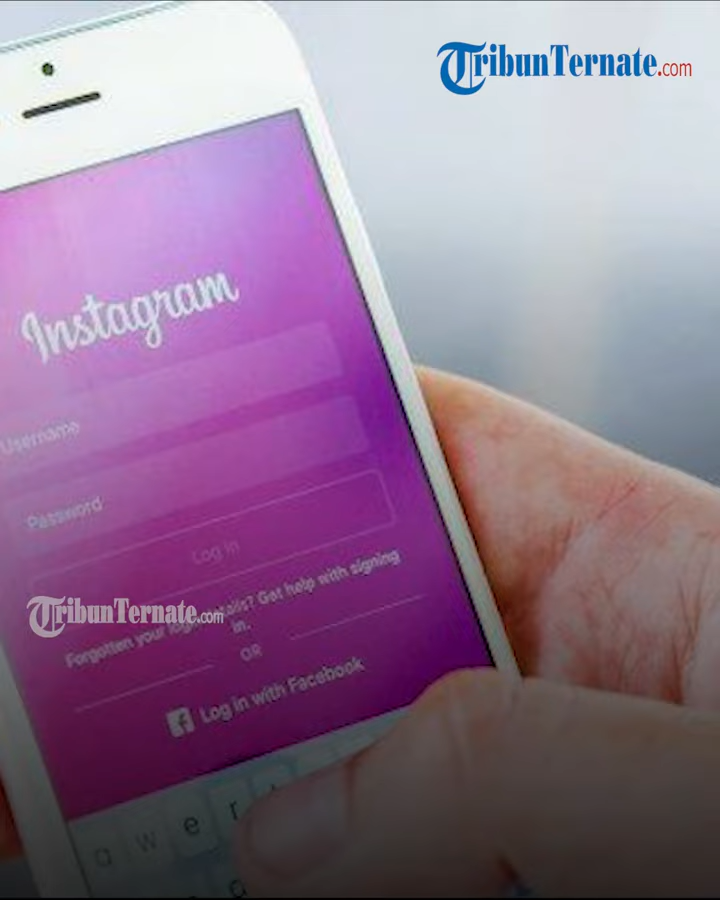 TribunTernate.com
Instagram
Username
Password
Log in
TribunTernate.com
Forgotten your login details? Get help with signing
in.
OR
Log in with Facebook
q w e r
a